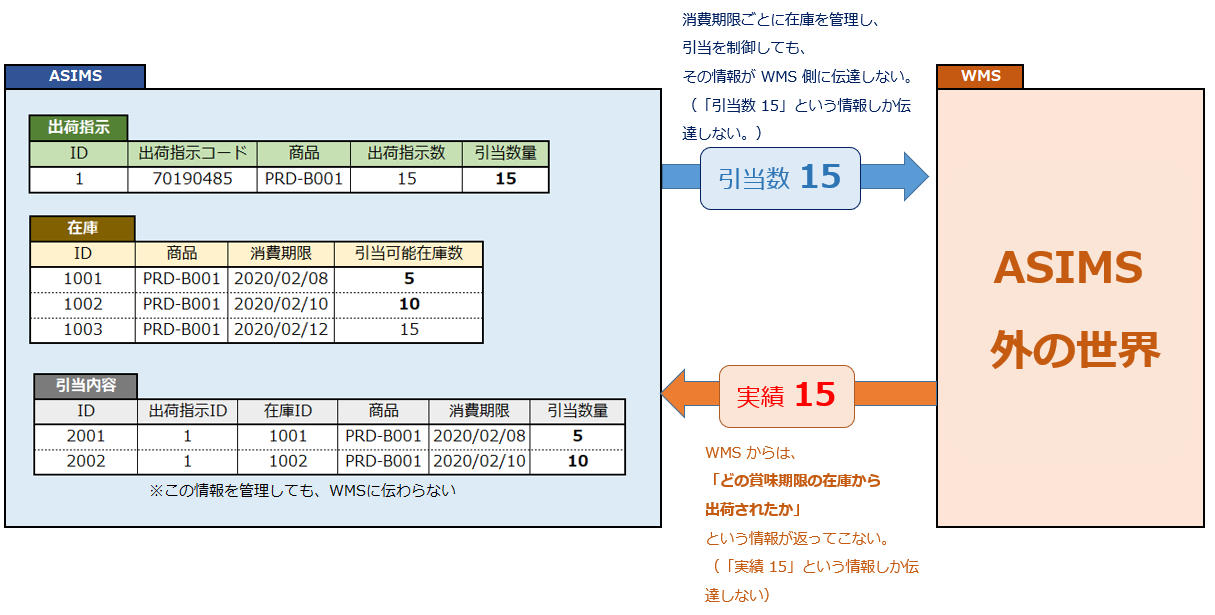 消費期限ごとに在庫を管理し、
引当を制御しても、
その情報が WMS 側に伝達しない。
（「引当数 15」という情報しか伝
達しない。）
ASIMS
WMS
出荷指示
ID 出荷指示コード 商品 出荷指示数 引当数量
1 70190485 PRD-B001 15 15
引当数 15
在庫
ID 商品 消費期限 引当可能在庫数
1001 PRD-B001 2020/02/08 5
1002 PRD-B001 2020/02/10 10
1003 PRD-B001 2020/02/12 15
ASIMS
外の世界
引当内容
ID 出荷指示ID 在庫ID 商品 消費期限 引当数量
2001 1 1001 PRD-B001 2020/02/08 5
2002 1 1002 PRD-B001 2020/02/10 10
※この情報を管理しても、WMSに伝わらない
実績 15
WMS からは、
「どの賞味期限の在庫から
出荷されたか」
という情報が返ってこない。
（「実績 15」という情報しか伝
達しない）